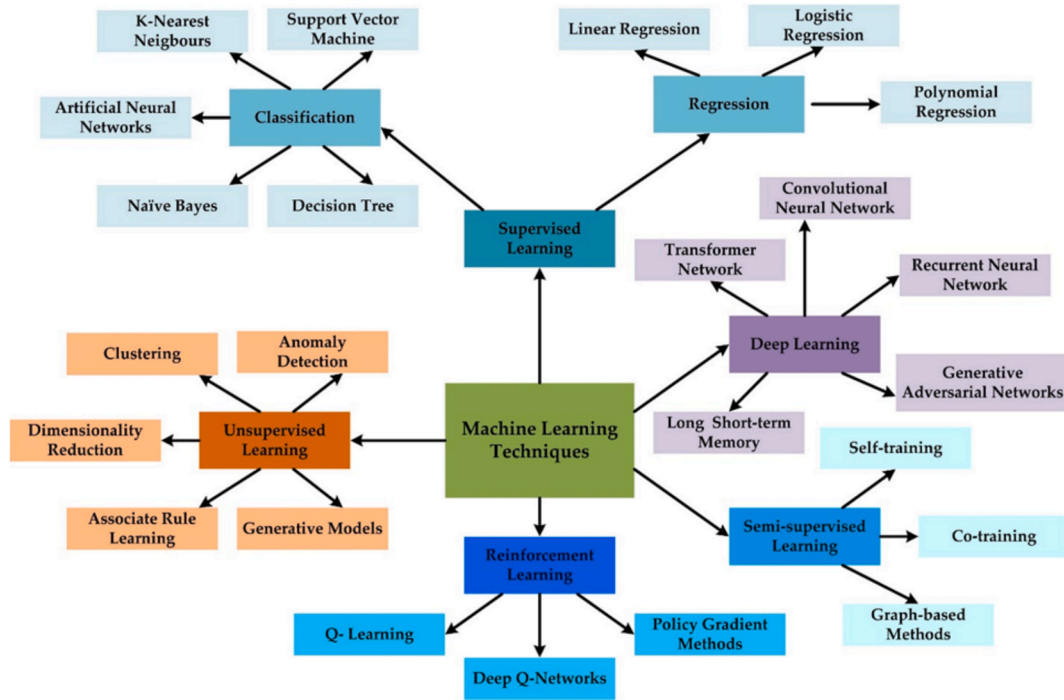 K-Nearest
Neigbours
Support Vector
Machine
Artificial Neural
Networks
Classification
Naïve Bayes
Decision Tree
Linear Regression
Logistic
Regression
Regression
Polynomial
Regression
Supervised
Learning
Convolutional
Neural Network
Transformer
Network
Recurrent Neural
Network
Deep Learning
Generative
Adversarial Networks
Long Short-term
Memory
Clustering
Anomaly
Detection
Dimensionality
Reduction
Unsupervised
Learning
Associate Rule
Learning
Generative Models
Machine Learning
Techniques
Self-training
Semi-supervised
Learning
Co-training
Graph-based
Methods
Reinforcement
Learning
Q- Learning
Deep Q-Networks
Policy Gradient
Methods